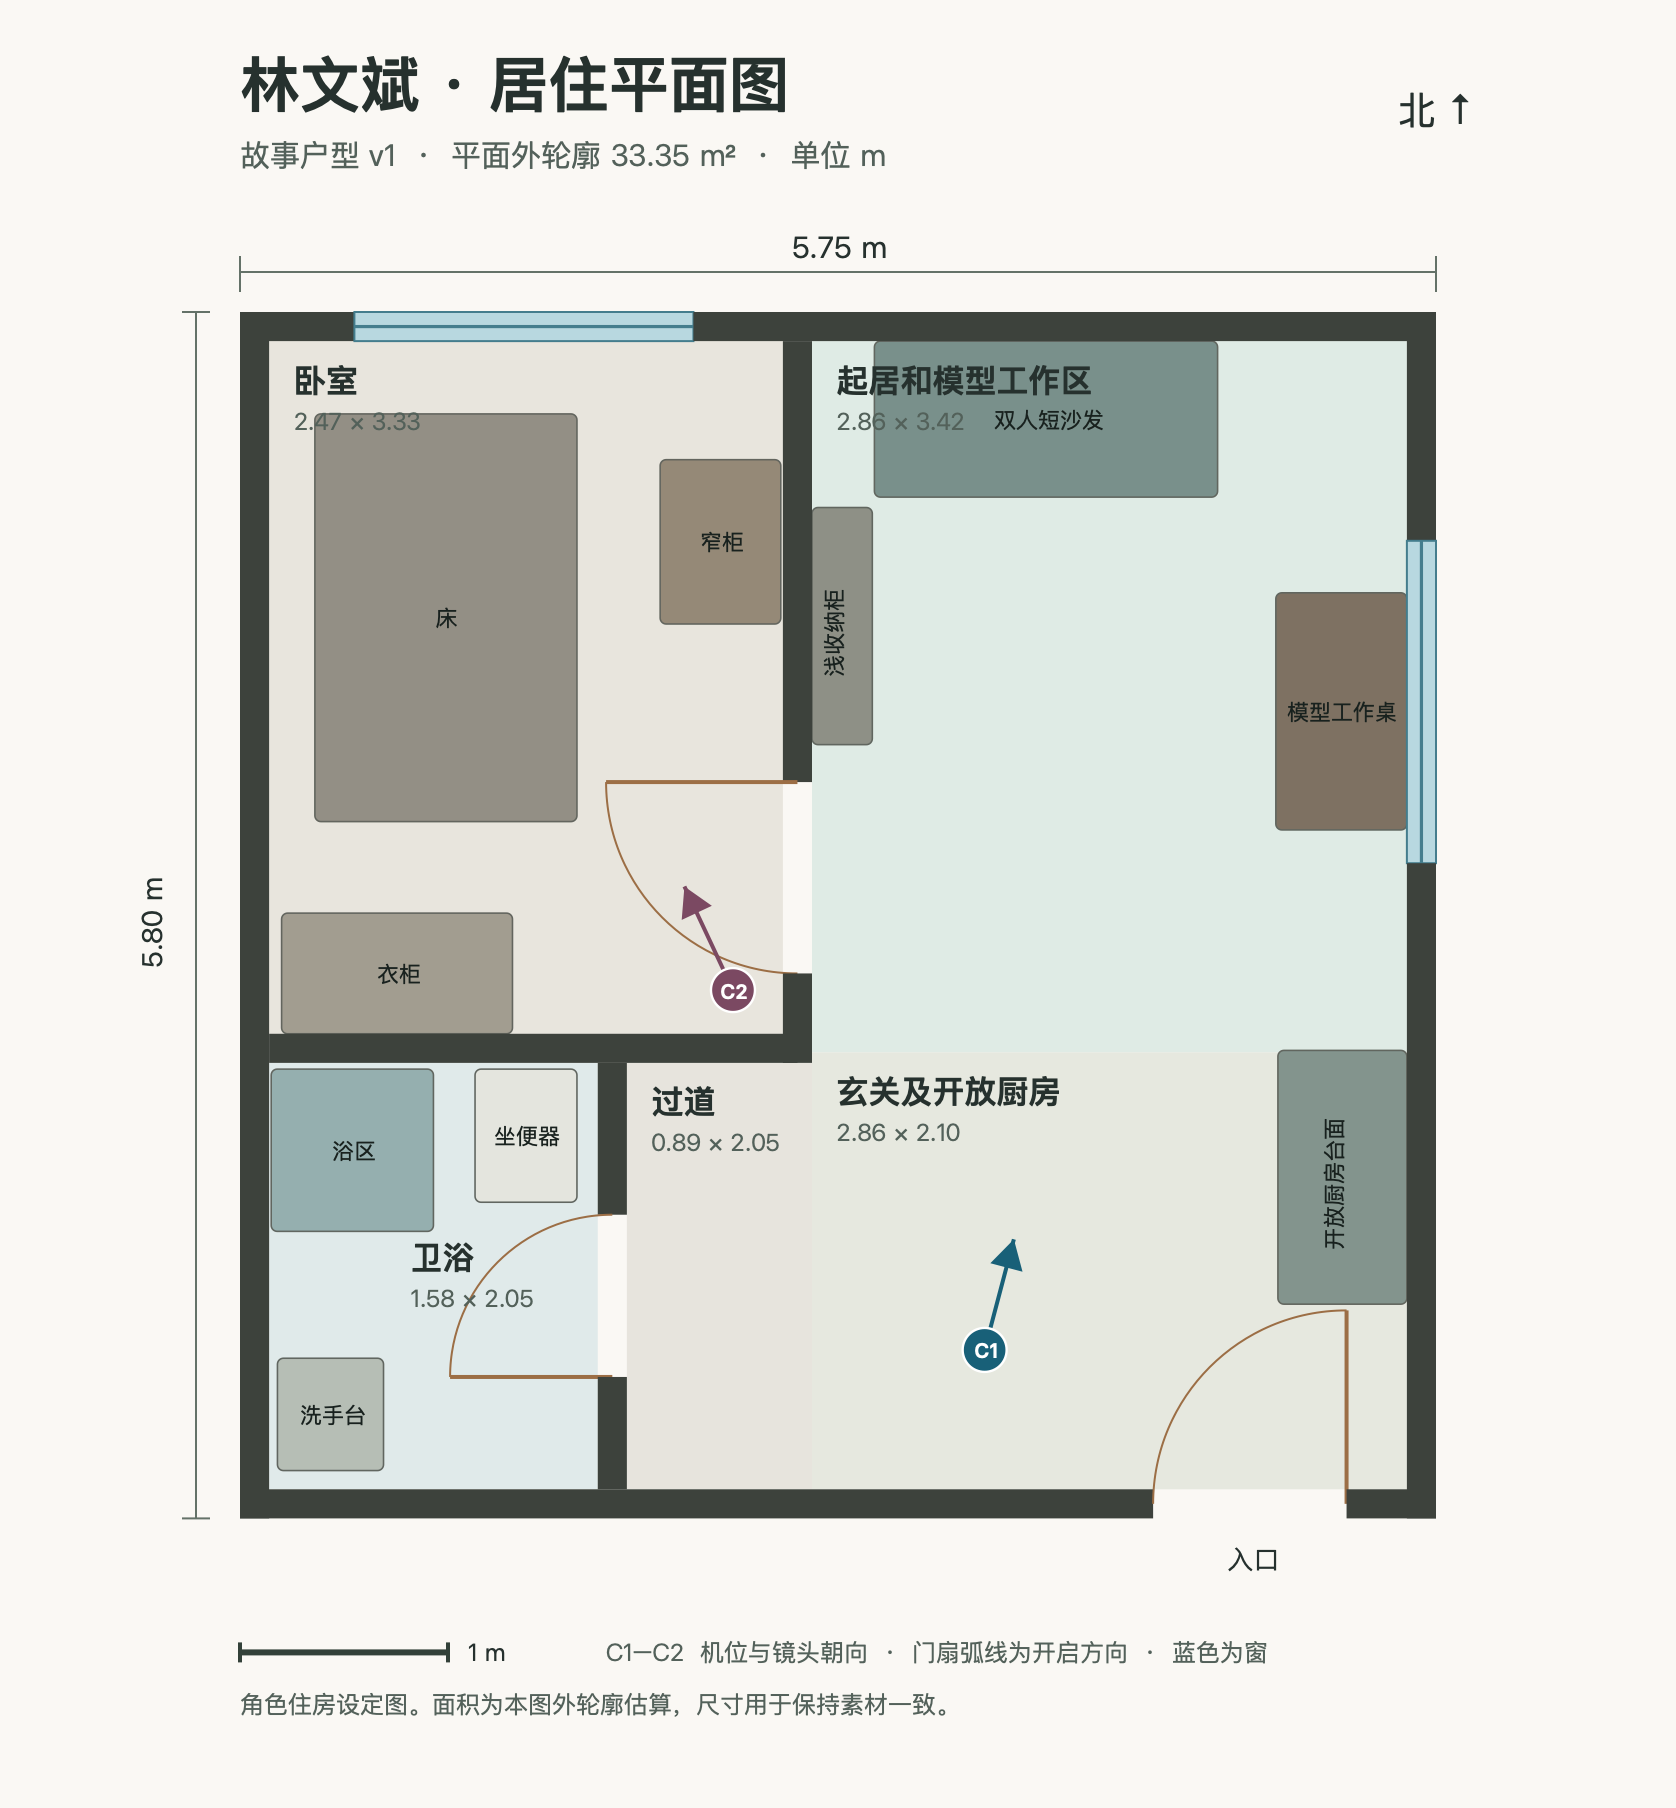 林文斌 · 居住平面图
北 ↑
故事户型 v1 · 平面外轮廓 33.35 m² · 单位 m
5.75 m
5.80 m
卧室
2.47 × 3.33
床
窄柜
衣柜
起居和模型工作区
2.86 × 3.42
双人短沙发
浅收纳柜
模型工作桌
C2
浴区
坐便器
卫浴
1.58 × 2.05
洗手台
过道
0.89 × 2.05
玄关及开放厨房
2.86 × 2.10
开放厨房台面
C1
入口
1 m
C1—C2 机位与镜头朝向 · 门扇弧线为开启方向 · 蓝色为窗
角色住房设定图。面积为本图外轮廓估算，尺寸用于保持素材一致。